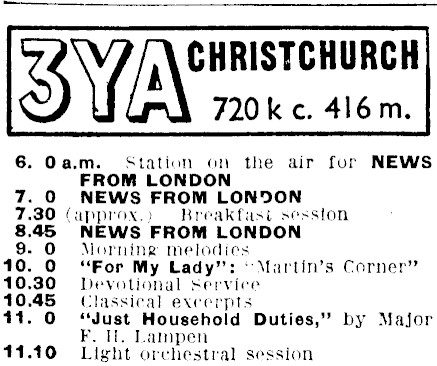 3YA CHRISTCHURCH
720 k c. 416 m.
6. 0 a.m. Station on the air for NEWS
FROM LONDON
7. 0 NEWS FROM LONDON
7.30 (approx.) Breakfast session
8.45 NEWS FROM LONDON
9. 0 Morning melodies
10. 0 "For My Lady": "Martin's Corner"
10.30 Devotional Service
10.45 Classical excerpts
11. 0 "Just Household Duties," by Major
F. H. Lampen
11.10 Light orchestral session